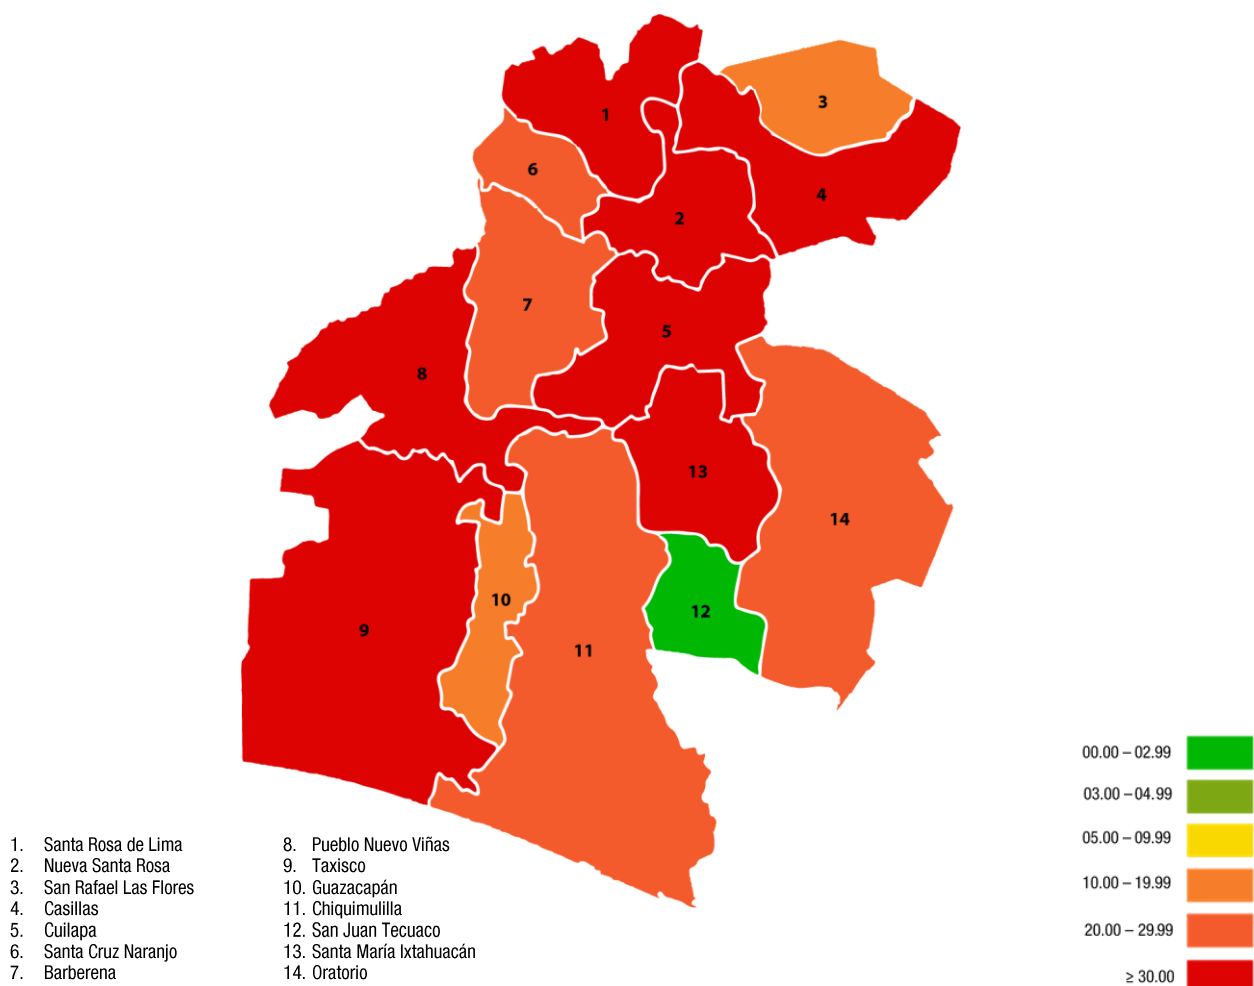 1
3
6
4
2
7
5
8
13
14
10
12
9
11
00.00 – 02.99
03.00 – 04.99
05.00 – 09.99
10.00 – 19.99
20.00 – 29.99
≥ 30.00
1. Santa Rosa de Lima
2. Nueva Santa Rosa
3. San Rafael Las Flores
4. Casillas
5. Cuilapa
6. Santa Cruz Naranjo
7. Barberena
8. Pueblo Nuevo Viñas
9. Taxisco
10. Guazacapán
11. Chiquimulilla
12. San Juan Tecuaco
13. Santa María Ixtahuacán
14. Oratorio